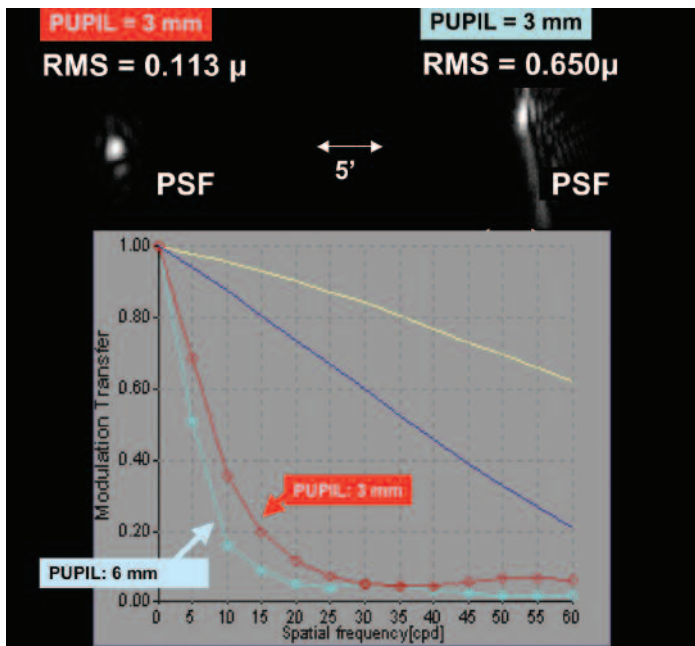 PUPIL = 3 mm
PUPIL = 3 mm
RMS = 0.113 µ
RMS = 0.650µ
5’
PSF
PSF
1.00
0.80
0.60
0.40
0.20
0.00
Modulation Transfer
PUPIL: 3 mm
PUPIL: 6 mm
0 5 10 15 20 25 30 35 40 45 50 55 60
Spatial frequency[cpd]